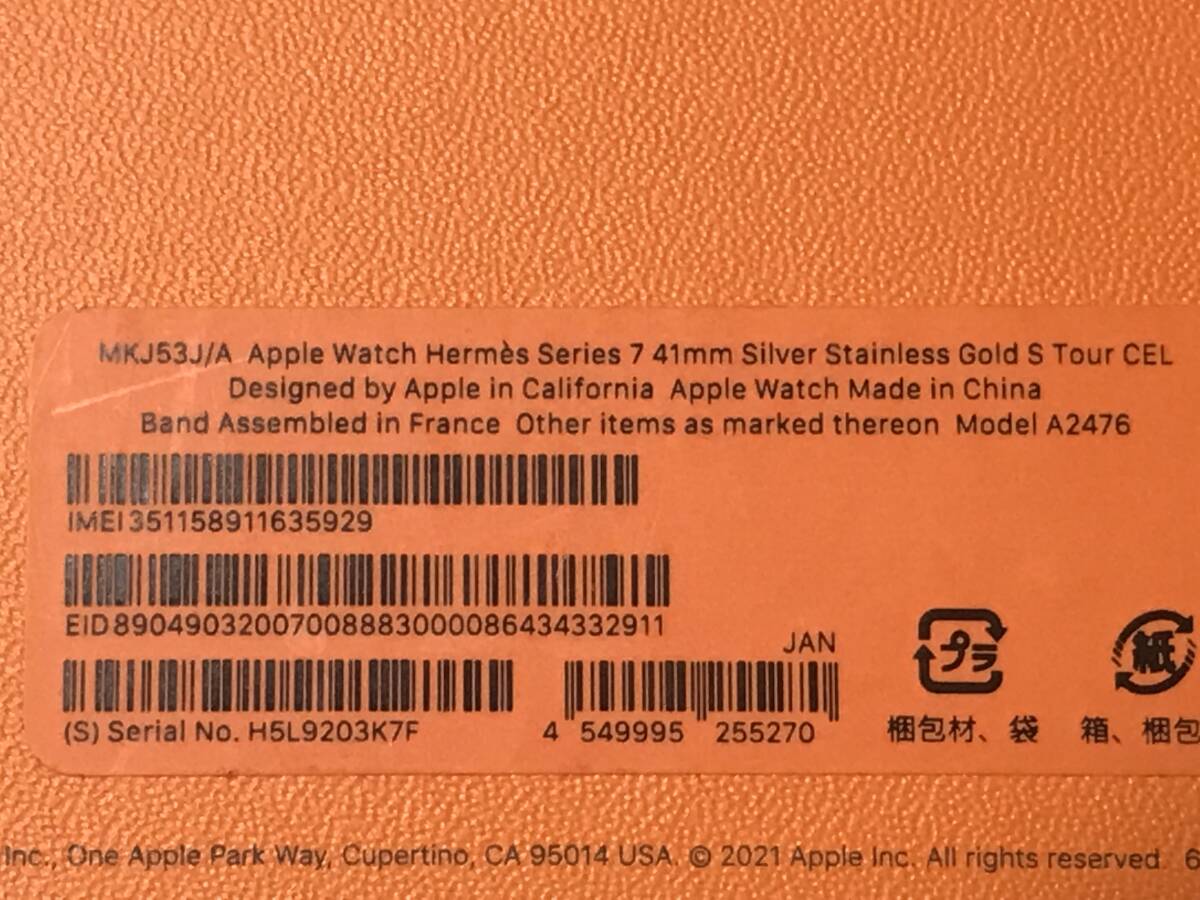 MKJ53J/A Apple Watch Hermès Series 7 41mm Silver Stainless Gold S Tour CEL
Designed by Apple in California Apple Watch Made in China
Band Assembled in France Other items as marked thereon Model A2476
IMEI 351158911635929
EID 89049032007008883000086434332911
JAN
(S) Serial No. H5L9203K7F
4 549995 255270
プラ
紙
梱包材、袋
箱、梱包
Inc., One Apple Park Way, Cupertino, CA 95014 USA. © 2021 Apple Inc. All rights reserved. 6